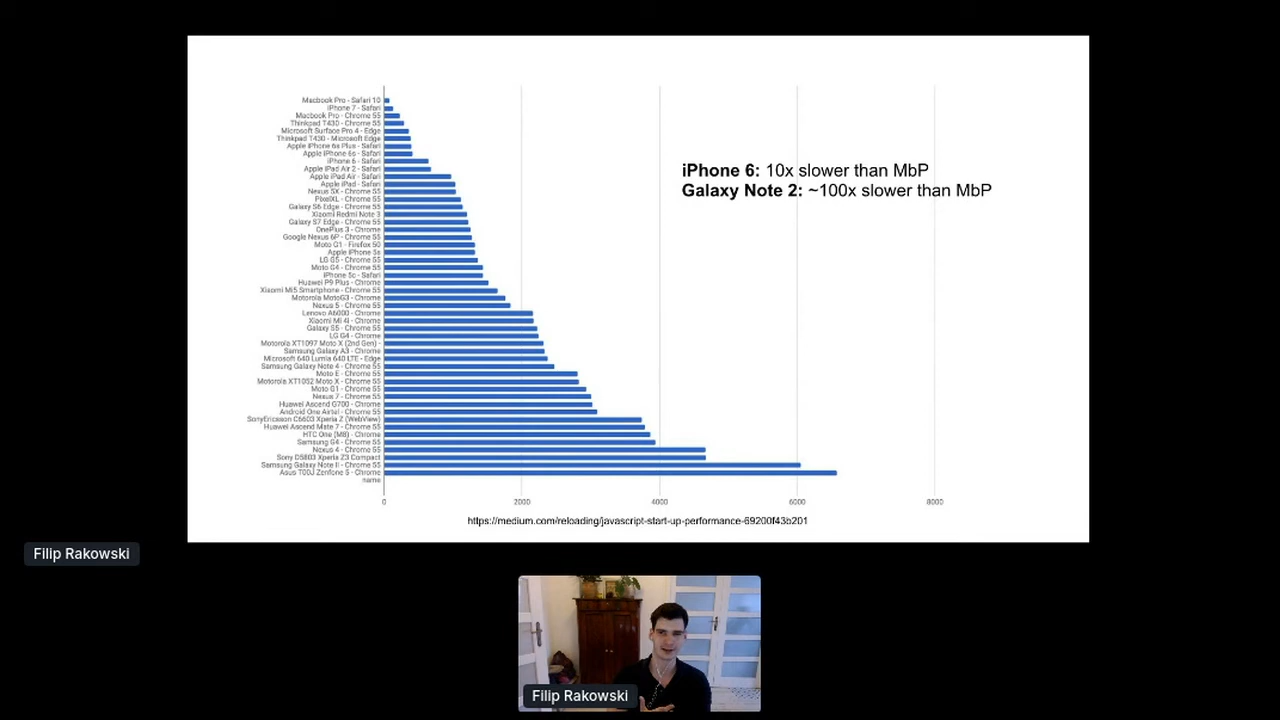 Macbook Pro - Safari 10
iPhone 7 - Safari
Macbook Pro - Chrome 55
Thinkpad T430 - Chrome 55
Microsoft Surface Pro 4 - Edge
Thinkpad T430 - Microsoft Edge
Apple iPhone 6s Plus - Safari
Apple iPhone 6s - Safari
iPhone 6 - Safari
Apple iPad Air 2 - Safari
Apple iPad Air - Safari
Apple iPad - Safari
Nexus 5X - Chrome 55
PixelXL - Chrome 55
Galaxy S6 Edge - Chrome 55
Xiaomi Redmi Note 3
Galaxy S7 Edge - Chrome 55
OnePlus 3 - Chrome
Google Nexus 6P - Chrome 55
Moto G1 - Firefox 50
Apple iPhone 5s
LG G5 - Chrome 55
Moto G4 - Chrome 55
iPhone 5c - Safari
Huawei P9 Plus - Chrome
Xiaomi Mi5 Smartphone - Chrome 55
Motorola MotoG3 - Chrome
Nexus 5 - Chrome 55
Lenovo A6000 - Chrome
Xiaomi Mi 4i - Chrome
Galaxy S5 - Chrome 55
LG G4 - Chrome
Motorola XT1097 Moto X (2nd Gen) -
Samsung Galaxy A3 - Chrome
Microsoft 640 Lumia 640 LTE - Edge
Samsung Galaxy Note 4 - Chrome 55
Moto E - Chrome 55
Motorola XT1052 Moto X - Chrome 55
Moto G1 - Chrome 55
Nexus 7 - Chrome 55
Huawei Ascend G700 - Chrome
Android One Airtel - Chrome 55
SonyEricsson C6603 Xperia Z (WebView)
Huawei Ascend Mate 7 - Chrome 55
HTC One (M8) - Chrome
Samsung G4 - Chrome 55
Nexus 4 - Chrome 55
Sony D5803 Xperia Z3 Compact
Samsung Galaxy Note II - Chrome 55
Asus T00J Zenfone 5 - Chrome
name
0 2000 4000 6000 8000
iPhone 6: 10x slower than MbP
Galaxy Note 2: ~100x slower than MbP
https://medium.com/reloading/javascript-start-up-performance-69200f43b201
Filip Rakowski
Filip Rakowski